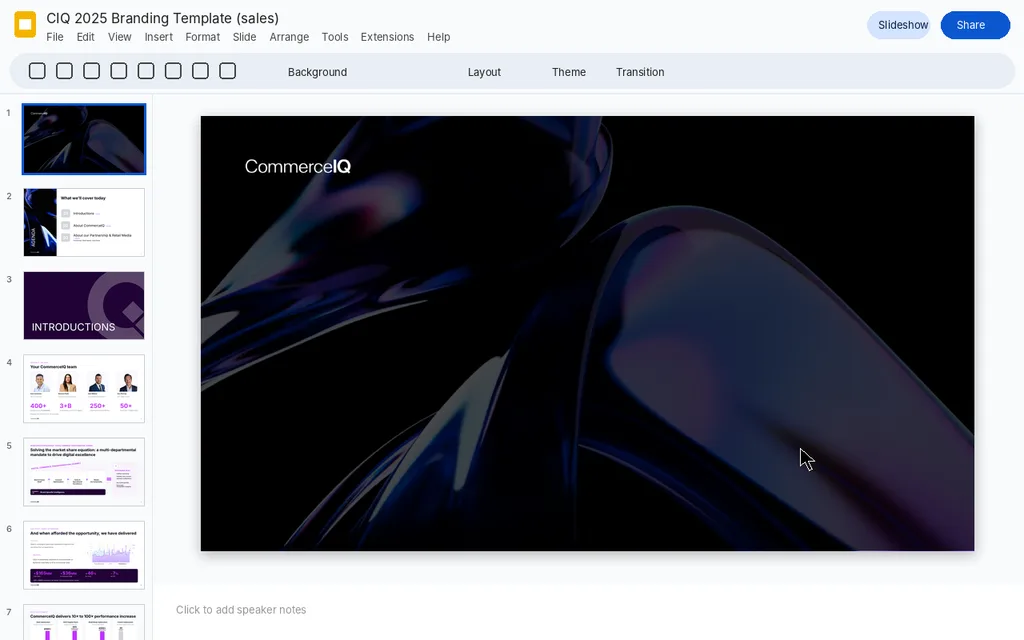 CIQ 2025 Branding Template (sales)
File Edit View Insert Format Slide Arrange Tools Extensions Help
Slideshow
Share
Background
Layout
Theme
Transition
1
2
What we'll cover today
Introductions
About CommerceIQ
About our Partnership & Retail Media
AGENDA
3
INTRODUCTIONS
4
Your CommerceIQ team
400+
3+B
250+
50+
5
Solving the market share equation: a multi-departmental
mandate to drive digital excellence
6
And when afforded the opportunity, we have delivered
7
CommerceIQ delivers 10+ to 100+ performance increase
CommerceIQ
Click to add speaker notes